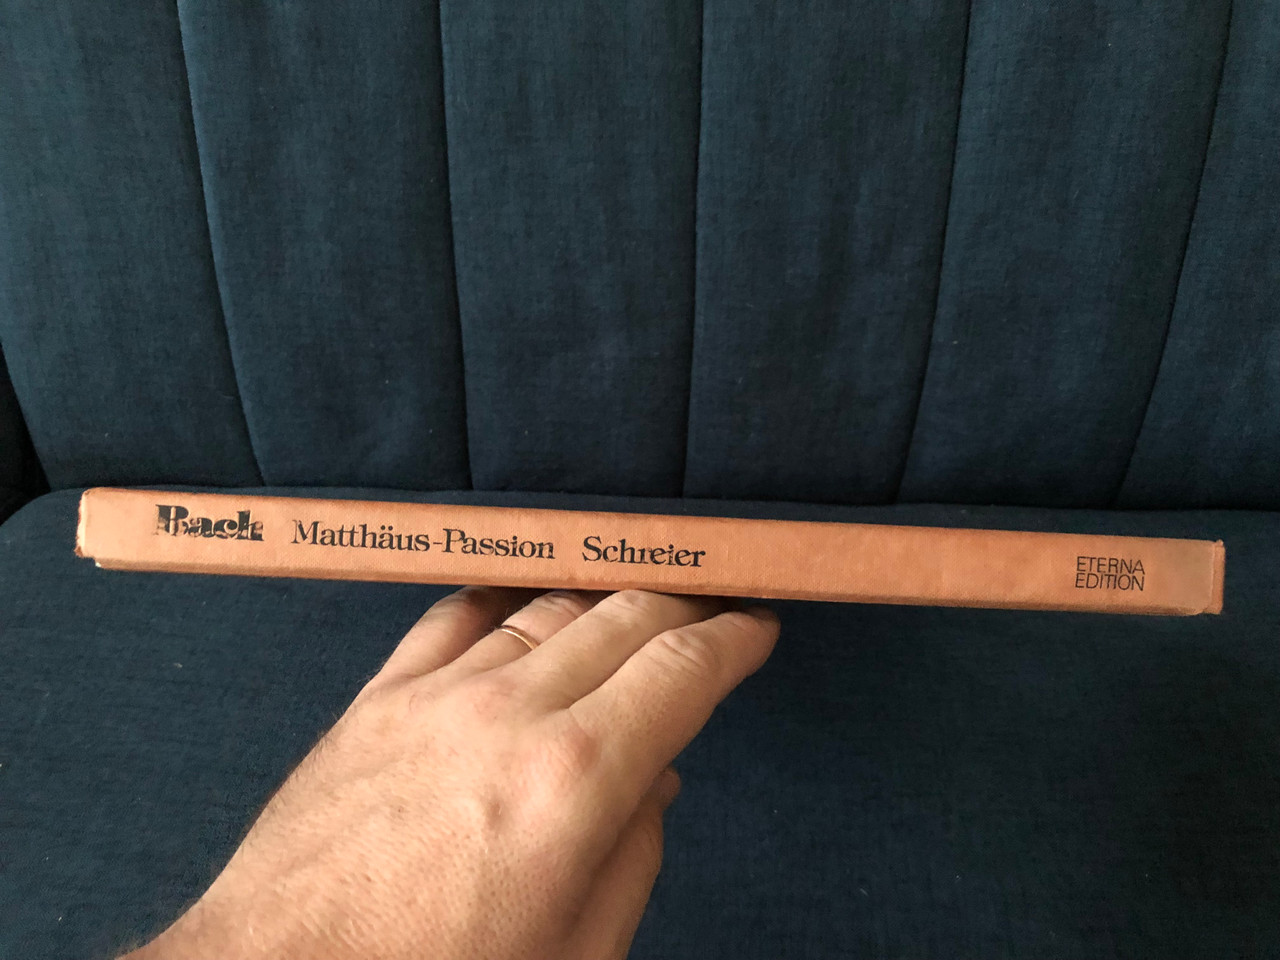 Bach Matthäus-Passion Schreier
ETERNA
EDITION